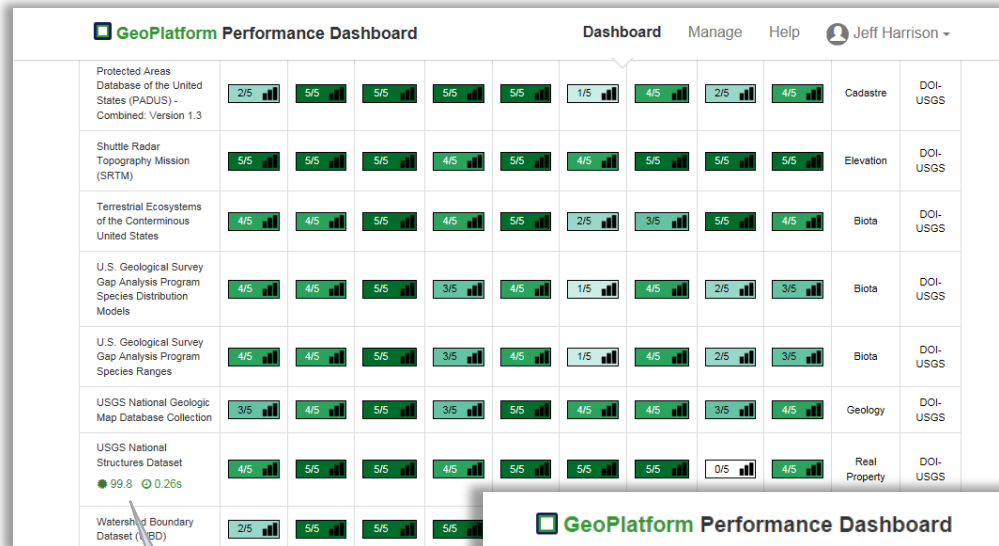 GeoPlatform Performance Dashboard Dashboard Manage Help Jeff Harrison
Protected Areas
Database of the United
States (PADUS) -
Combined: Version 1.3
2/5 5/5 5/5 5/5 5/5 1/5 4/5 2/5 4/5 Cadastre DOI-
USGS
Shuttle Radar
Topography Mission
(SRTM)
5/5 5/5 5/5 4/5 5/5 4/5 5/5 5/5 5/5 Elevation DOI-
USGS
Terrestrial Ecosystems
of the Conterminous
United States
4/5 4/5 5/5 4/5 5/5 2/5 3/5 5/5 4/5 Biota DOI-
USGS
U.S. Geological Survey
Gap Analysis Program
Species Distribution
Models
4/5 4/5 5/5 3/5 4/5 1/5 4/5 2/5 3/5 Biota DOI-
USGS
U.S. Geological Survey
Gap Analysis Program
Species Ranges
4/5 4/5 5/5 3/5 4/5 1/5 4/5 2/5 3/5 Biota DOI-
USGS
USGS National Geologic
Map Database Collection
3/5 4/5 5/5 3/5 5/5 4/5 4/5 3/5 4/5 Geology DOI-
USGS
USGS National
Structures Dataset
99.8 0.26s
4/5 5/5 5/5 4/5 5/5 5/5 5/5 0/5 4/5 Real
Property DOI-
USGS
Watershed Boundary
Dataset (WBD)
2/5 5/5 5/5 5/5
GeoPlatform Performance Dashboard